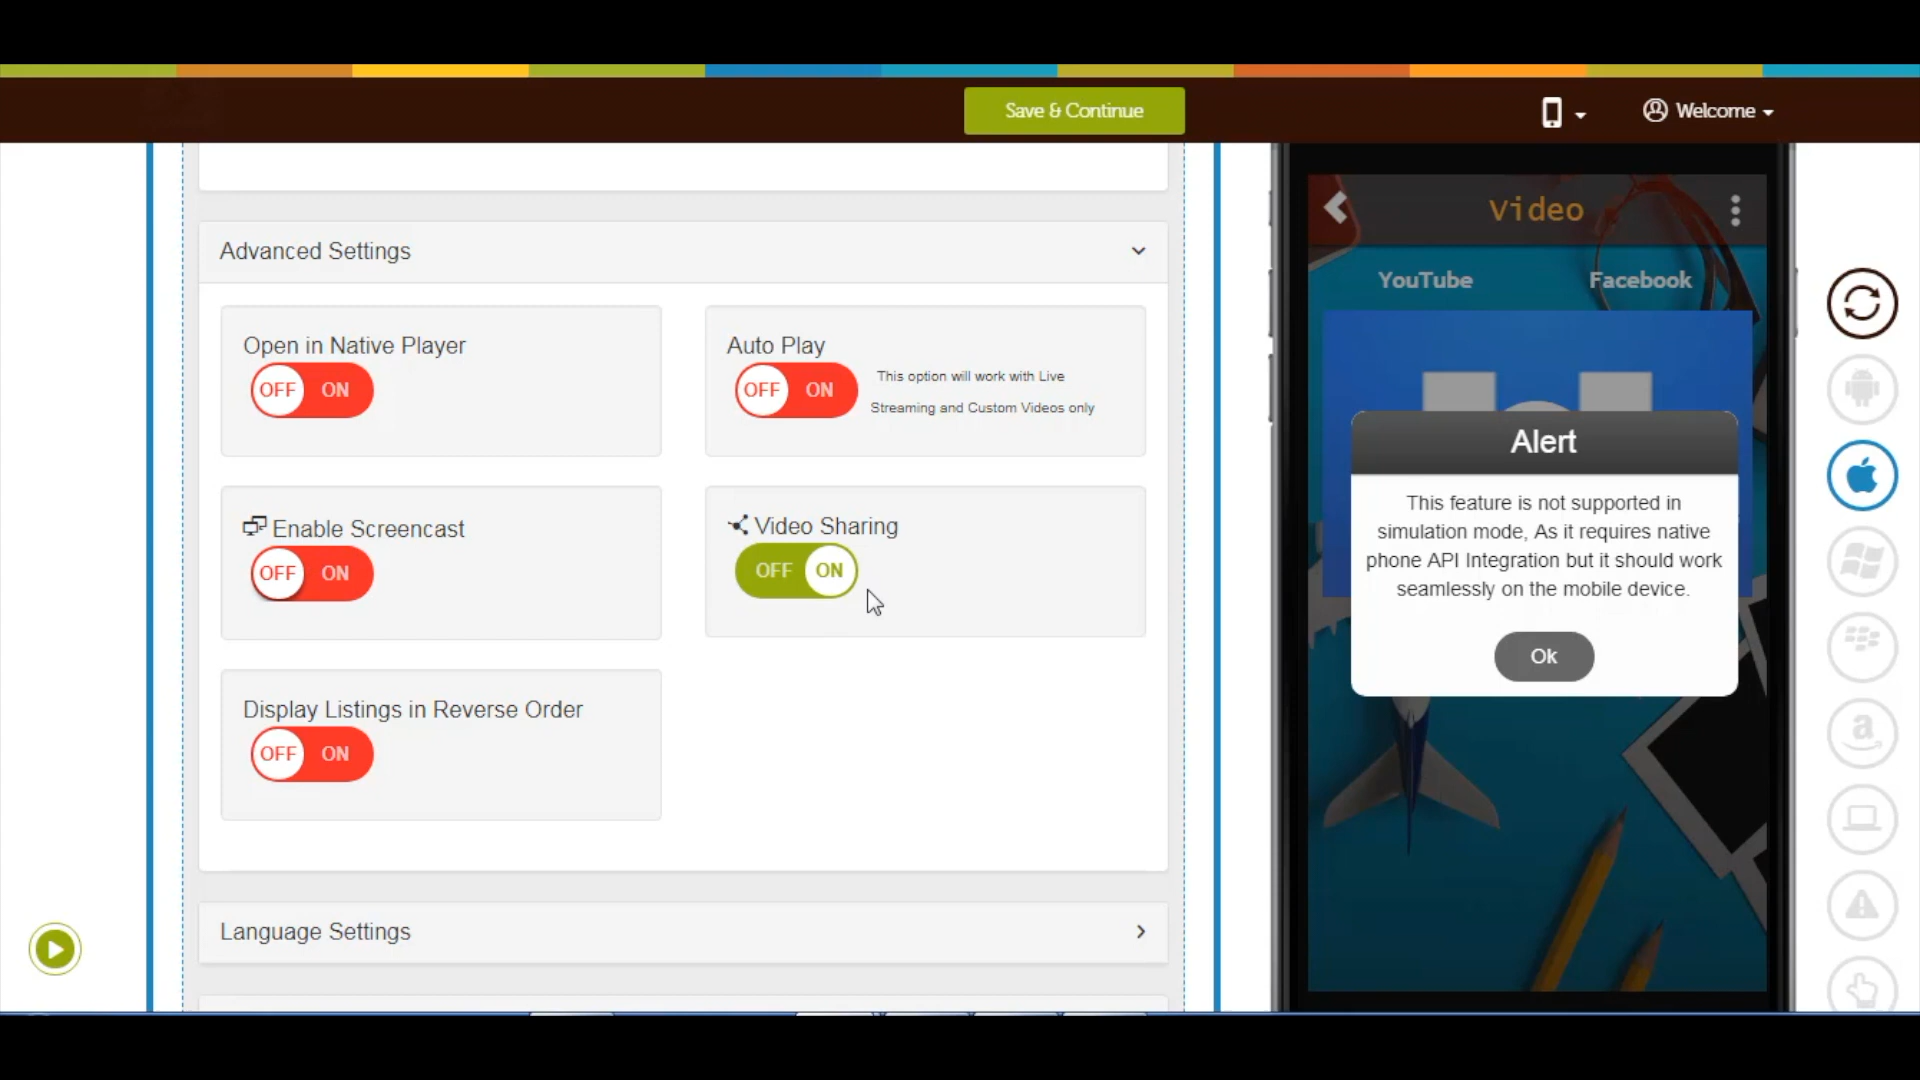 Save & Continue
Welcome
Advanced Settings
Open in Native Player
OFF ON
Auto Play
OFF ON
This option will work with Live
Streaming and Custom Videos only
Enable Screencast
OFF ON
Video Sharing
OFF ON
Display Listings in Reverse Order
OFF ON
Language Settings
Video
YouTube Facebook
Alert
This feature is not supported in
simulation mode, As it requires native
phone API Integration but it should work
seamlessly on the mobile device.
Ok